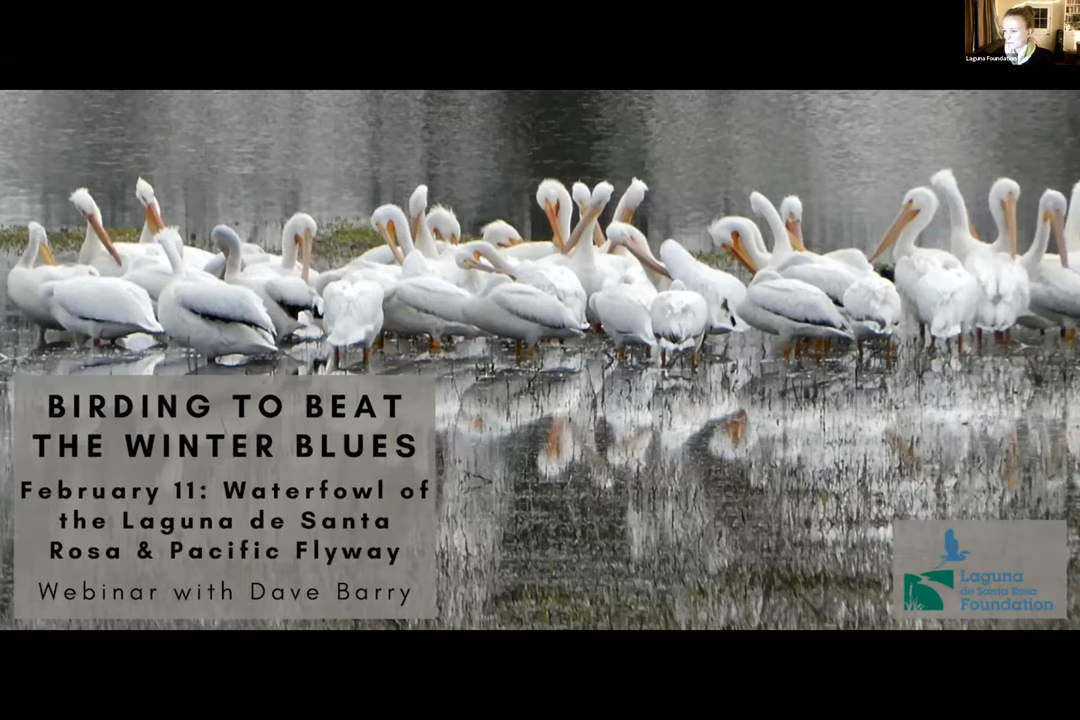 Laguna Foundation
BIRDING TO BEAT
THE WINTER BLUES
February 11: Waterfowl of
the Laguna de Santa
Rosa & Pacific Flyway
Webinar with Dave Barry
Laguna
de Santa Rosa
Foundation